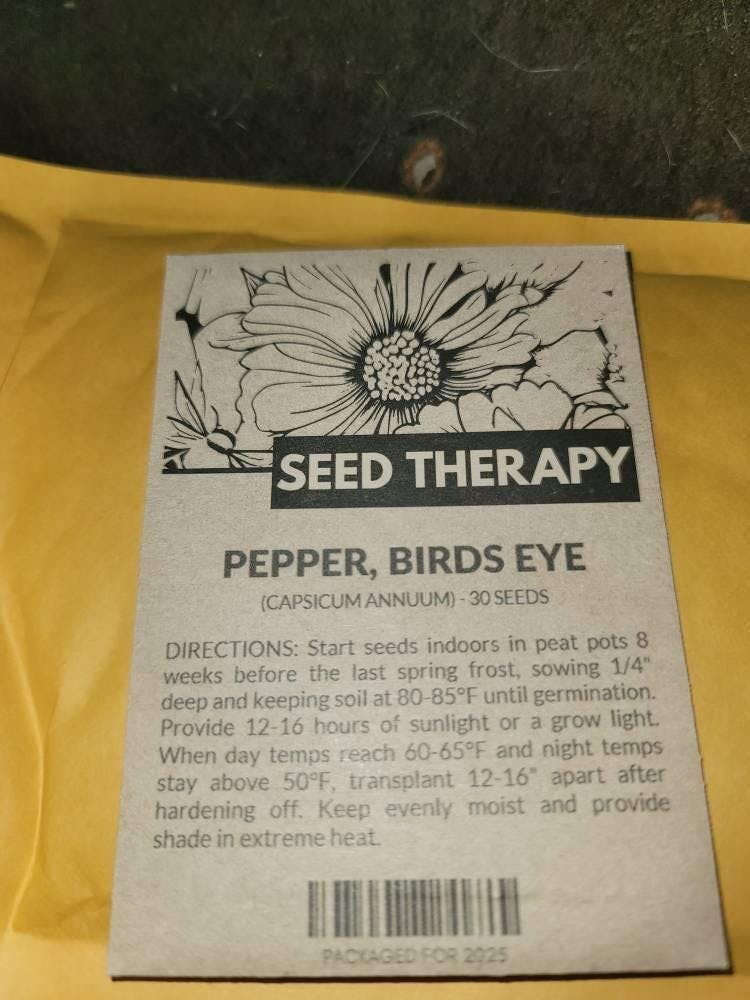 SEED THERAPY
PEPPER, BIRDS EYE
(CAPSICUM ANNUUM) - 30 SEEDS
DIRECTIONS: Start seeds indoors in peat pots 8
weeks before the last spring frost, sowing 1/4"
deep and keeping soil at 80-85°F until germination.
Provide 12-16 hours of sunlight or a grow light.
When day temps reach 60-65°F and night temps
stay above 50°F, transplant 12-16" apart after
hardening off. Keep evenly moist and provide
shade in extreme heat.
PACKAGED FOR 2025